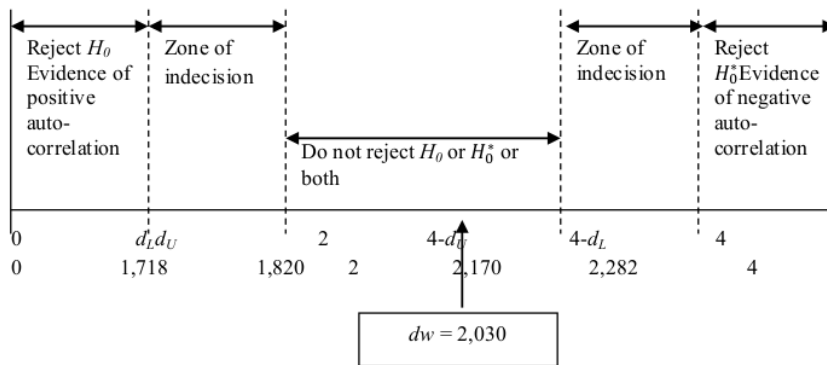 Reject H₀
Evidence of
positive
auto-
correlation
Zone of
indecision
Do not reject H₀ or H₀* or
both
Zone of
indecision
Reject
H₀*Evidence
of negative
auto-
correlation
0 dLdU 2 4-dU 4-dL 4
0 1,718 1,820 2 2,170 2,282 4
dw = 2,030